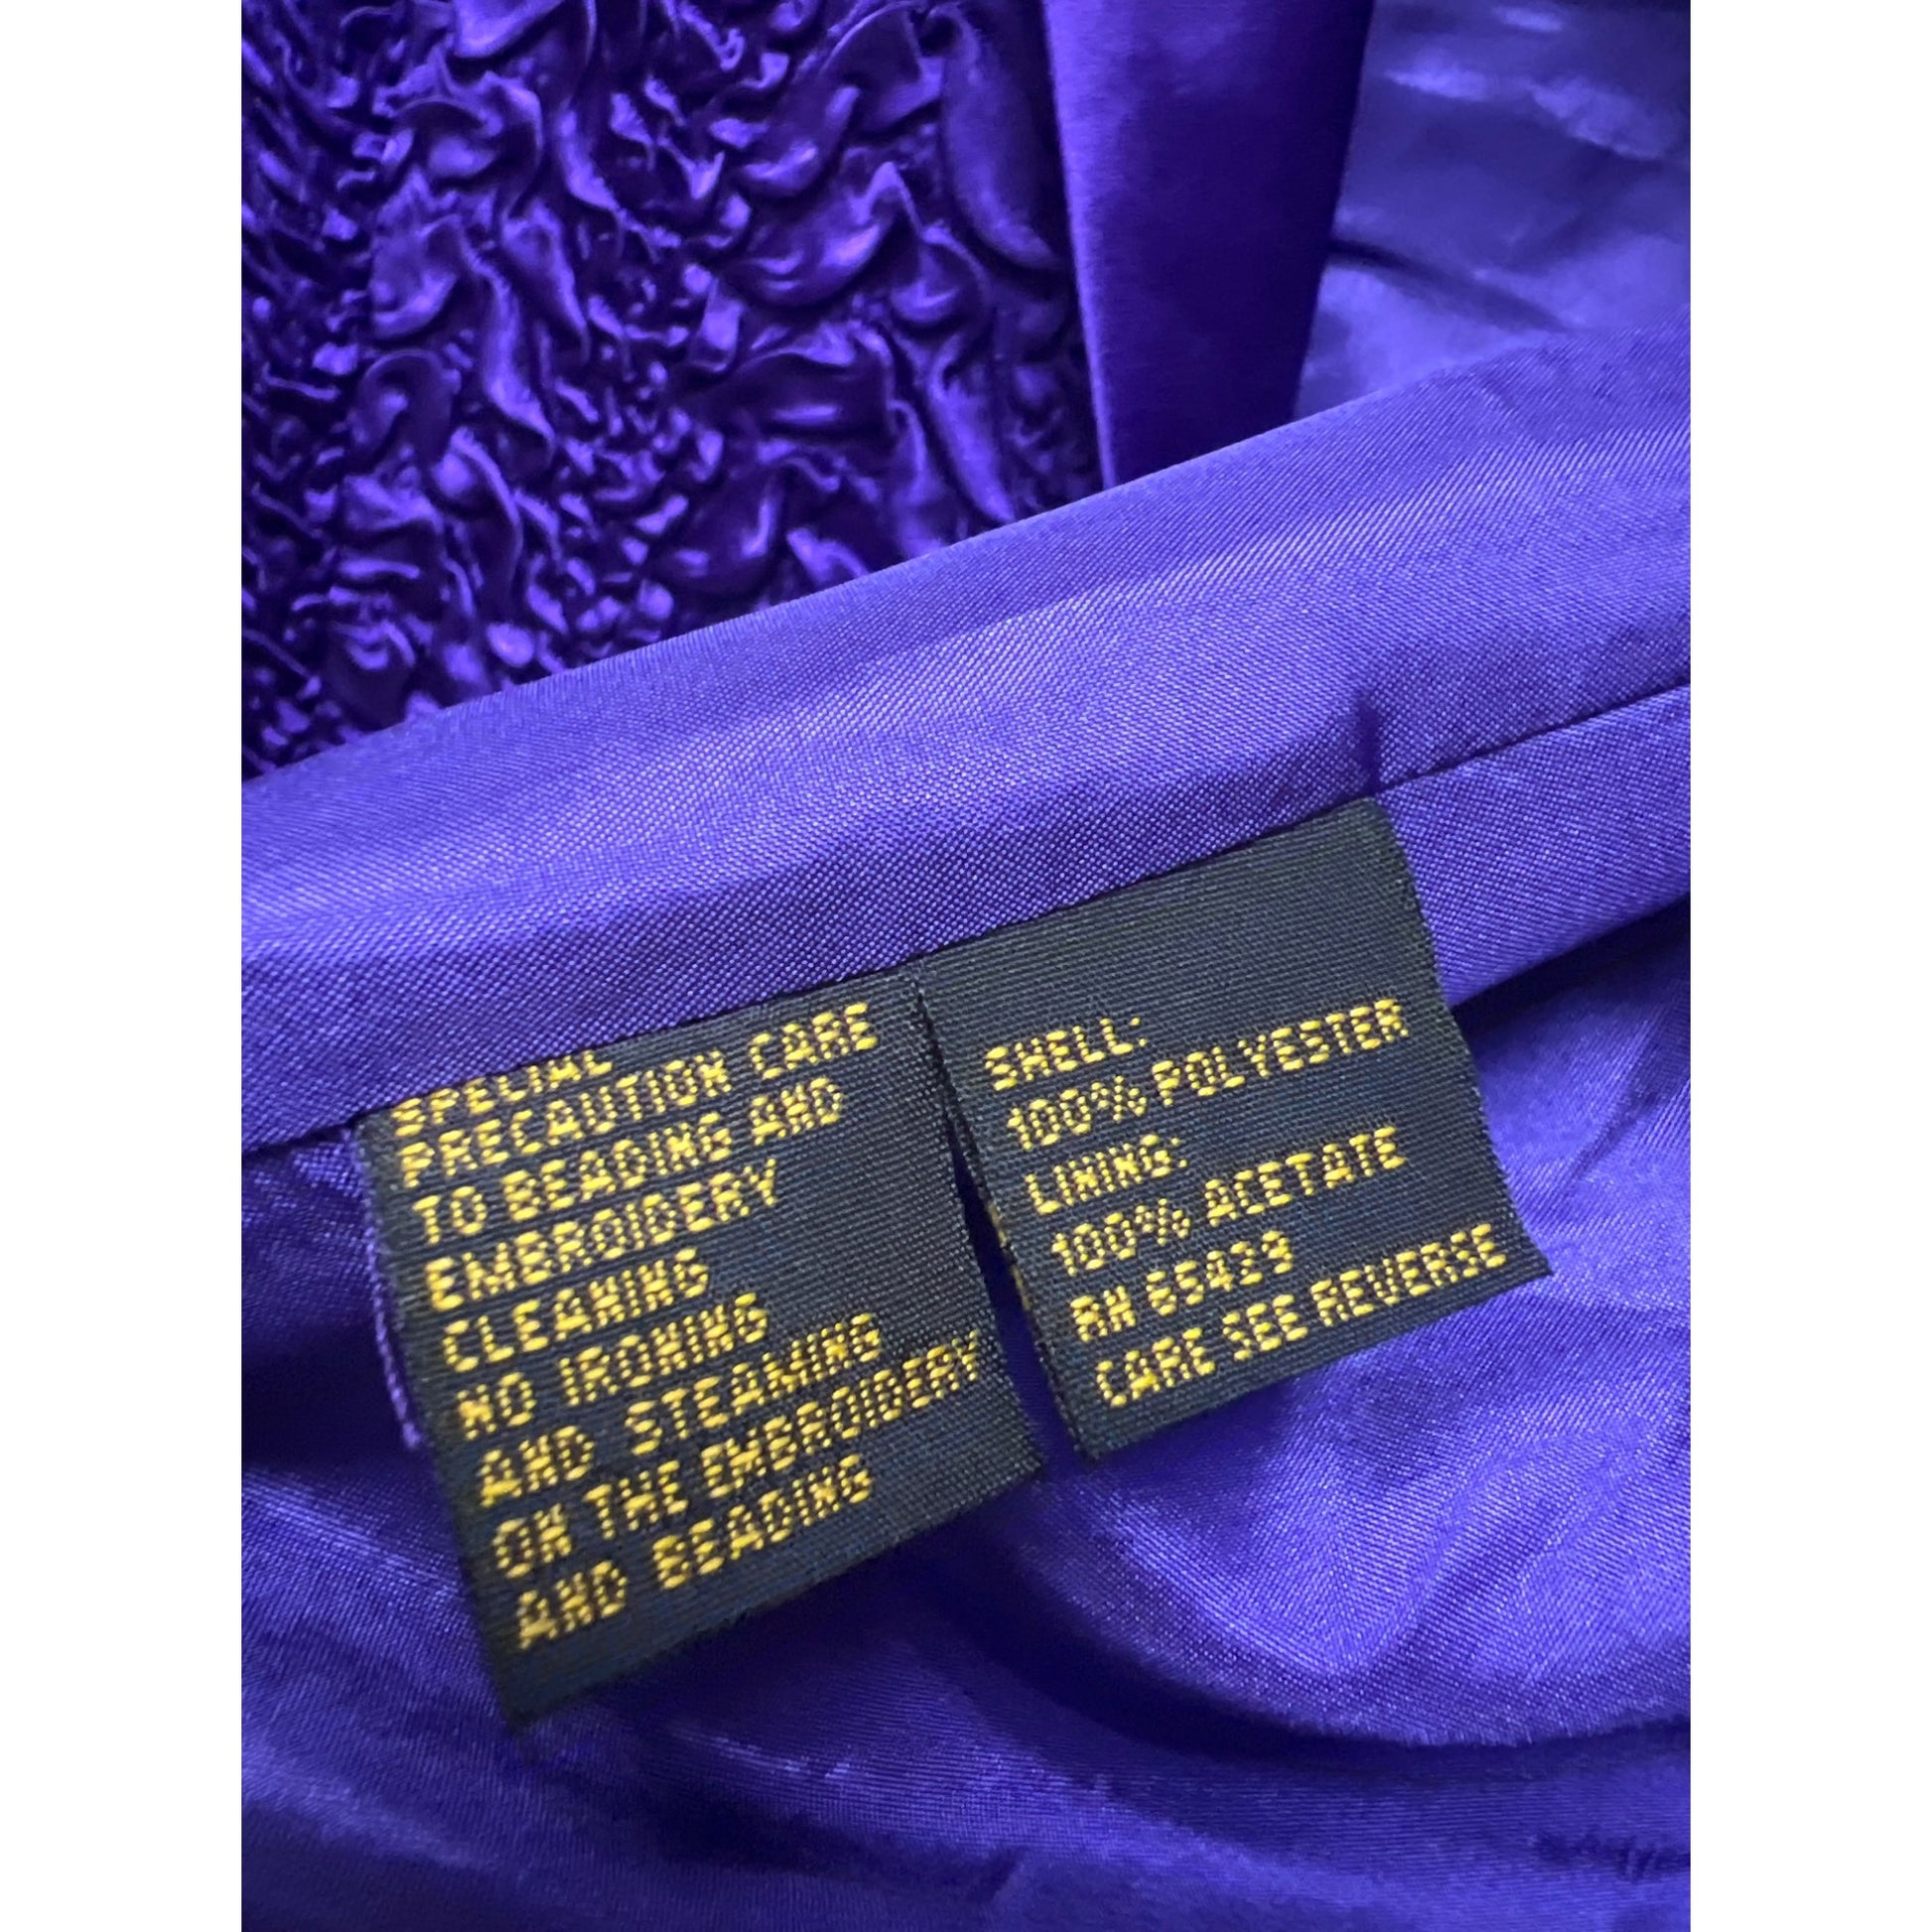 SPECIAL
PRECAUTION CARE
TO BEADING AND
EMBROIDERY
CLEANING
NO IRONING
AND STEAMING
ON THE EMBROIDERY
AND BEADING
SHELL:
100% POLYESTER
LINING:
100% ACETATE
RN 65429
CARE SEE REVERSE